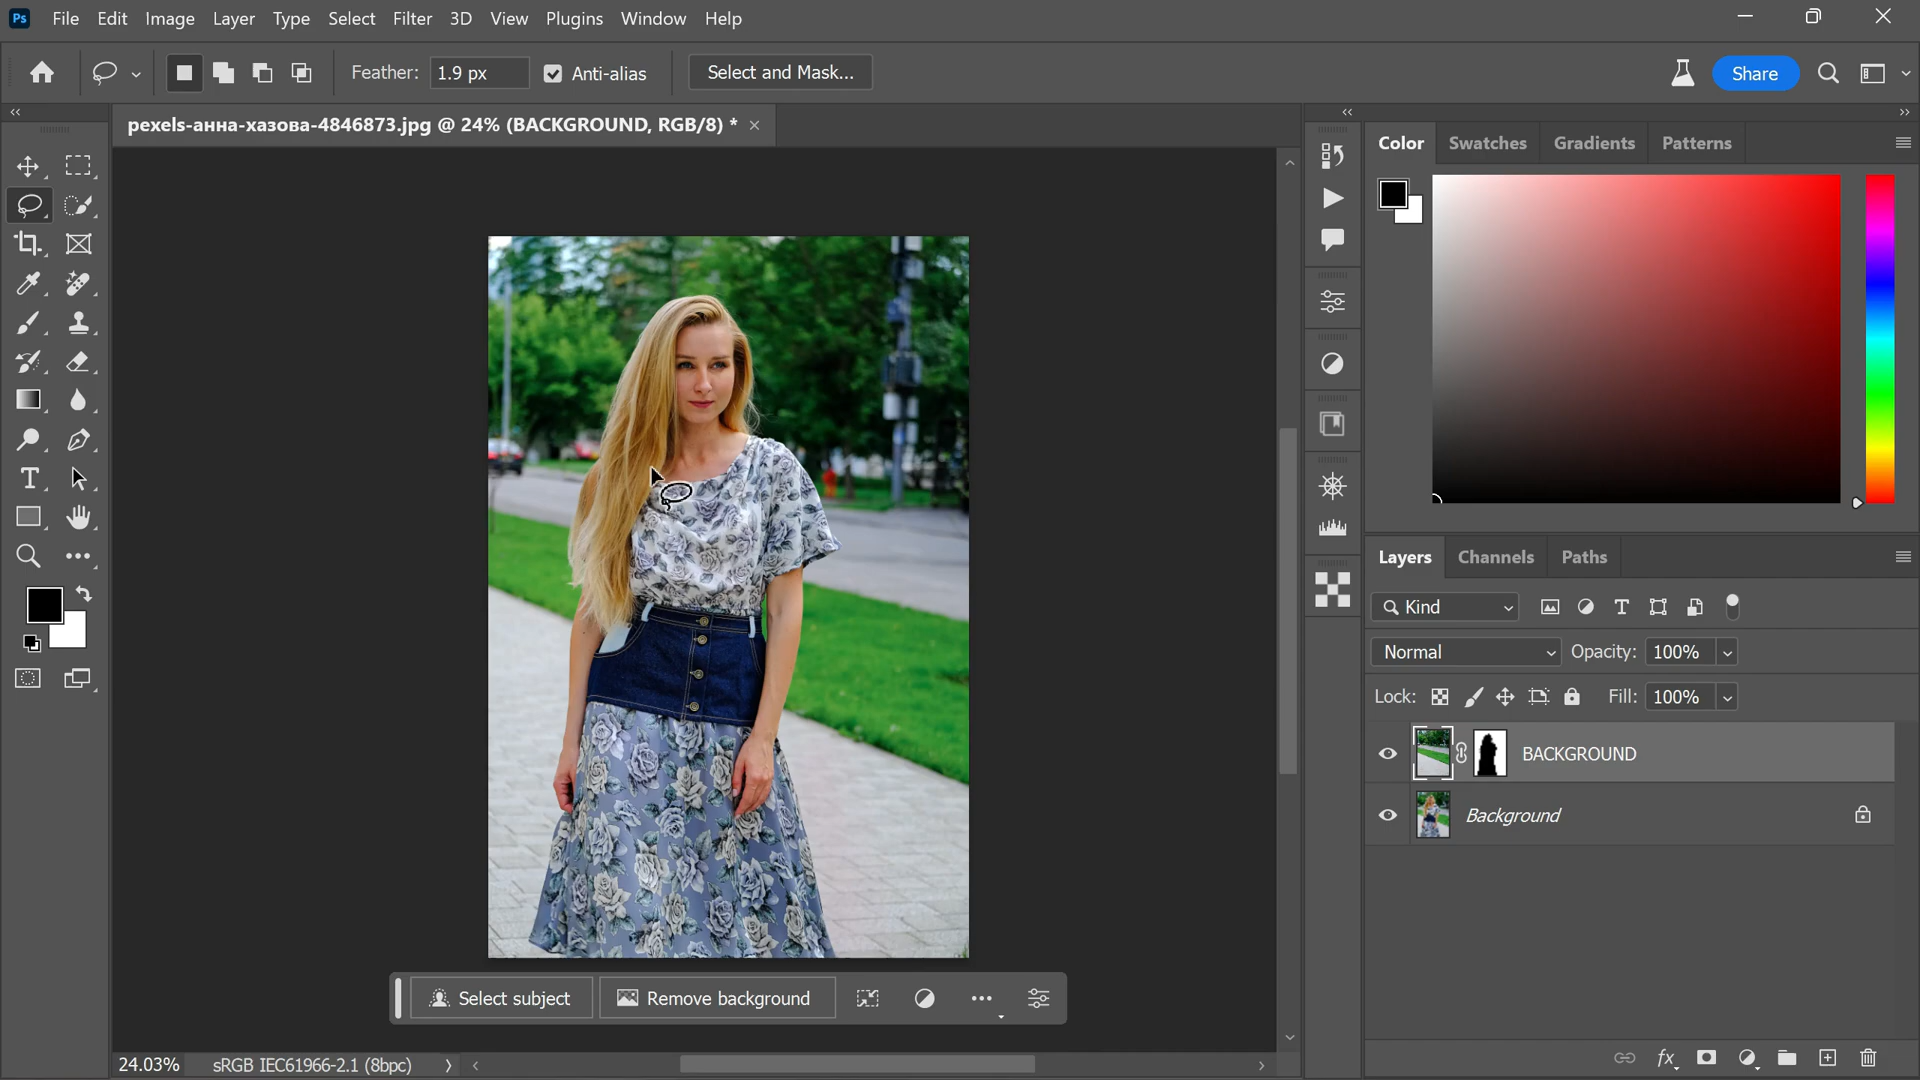 Ps File Edit Image Layer Type Select Filter 3D View Plugins Window Help
Feather: 1.9 px Anti-alias Select and Mask... Share
pexels-анна-хазова-4846873.jpg @ 24% (BACKGROUND, RGB/8) *
Color Swatches Gradients Patterns
Layers Channels Paths
Kind
Normal Opacity: 100%
Lock: Fill: 100%
BACKGROUND
Background
Select subject Remove background
24.03% sRGB IEC61966-2.1 (8bpc)
fx